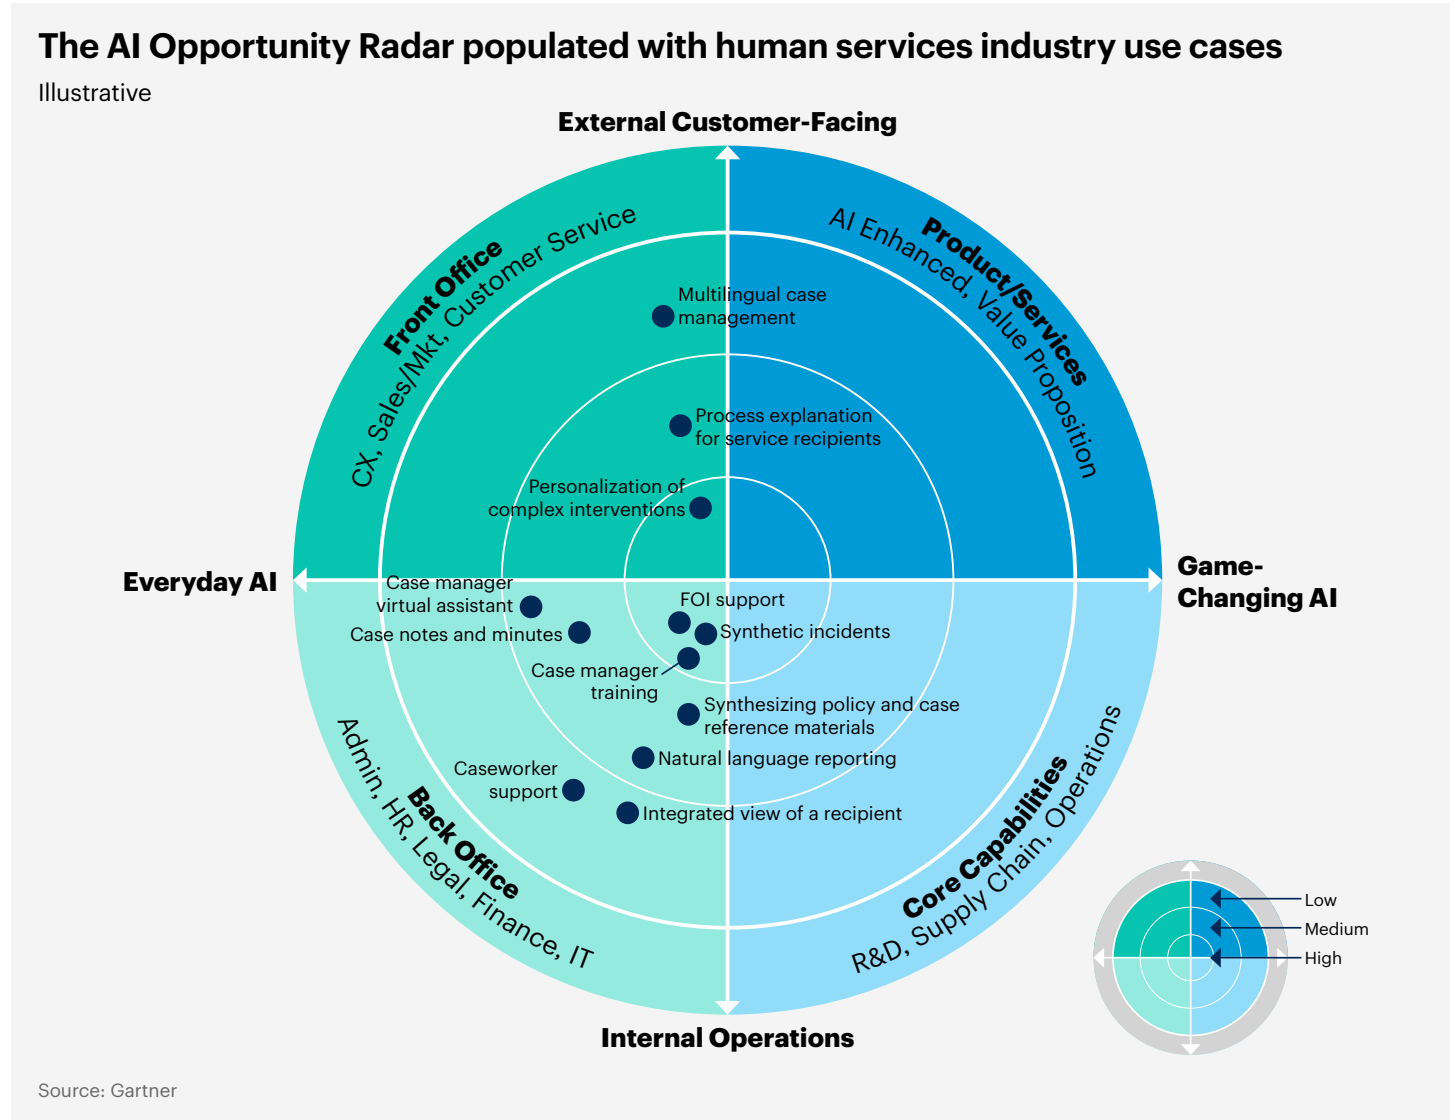 The AI Opportunity Radar populated with human services industry use cases
Illustrative
External Customer-Facing
Front Office
CX, Sales/Mkt, Customer Service
Product/Services
AI Enhanced, Value Proposition
Multilingual case
management
Process explanation
for service recipients
Personalization of
complex interventions
Everyday AI
Game-
Changing AI
Case manager
virtual assistant
Case notes and minutes
FOI support
Synthetic incidents
Case manager
training
Synthesizing policy and case
reference materials
Natural language reporting
Caseworker
support
Integrated view of a recipient
Back Office
Admin, HR, Legal, Finance, IT
Core Capabilities
R&D, Supply Chain, Operations
Internal Operations
Low
Medium
High
Source: Gartner